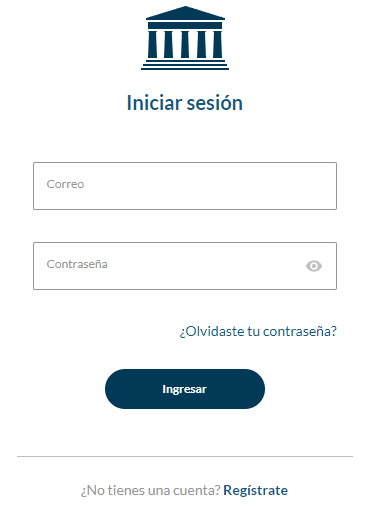 Iniciar sesión
Correo
Contraseña
¿Olvidaste tu contraseña?
Ingresar
¿No tienes una cuenta? Regístrate